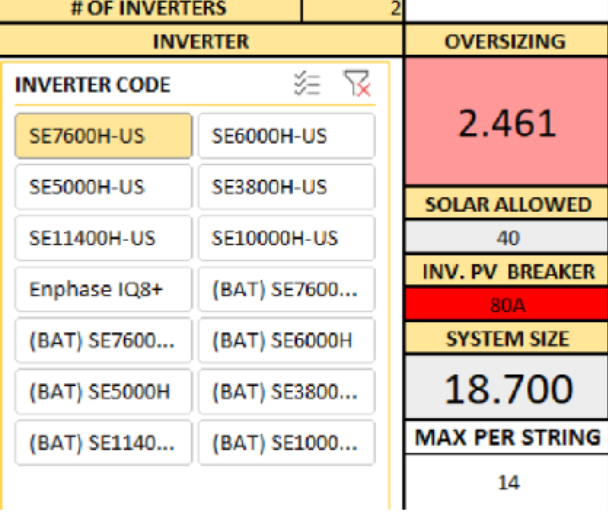 # OF INVERTERS 2
INVERTER OVERSIZING
INVERTER CODE
SE7600H-US SE6000H-US
SE5000H-US SE3800H-US
SE11400H-US SE10000H-US
Enphase IQ8+ (BAT) SE7600...
(BAT) SE7600... (BAT) SE6000H
(BAT) SE5000H (BAT) SE3800...
(BAT) SE1140... (BAT) SE1000...
2.461
SOLAR ALLOWED
40
INV. PV BREAKER
80A
SYSTEM SIZE
18.700
MAX PER STRING
14